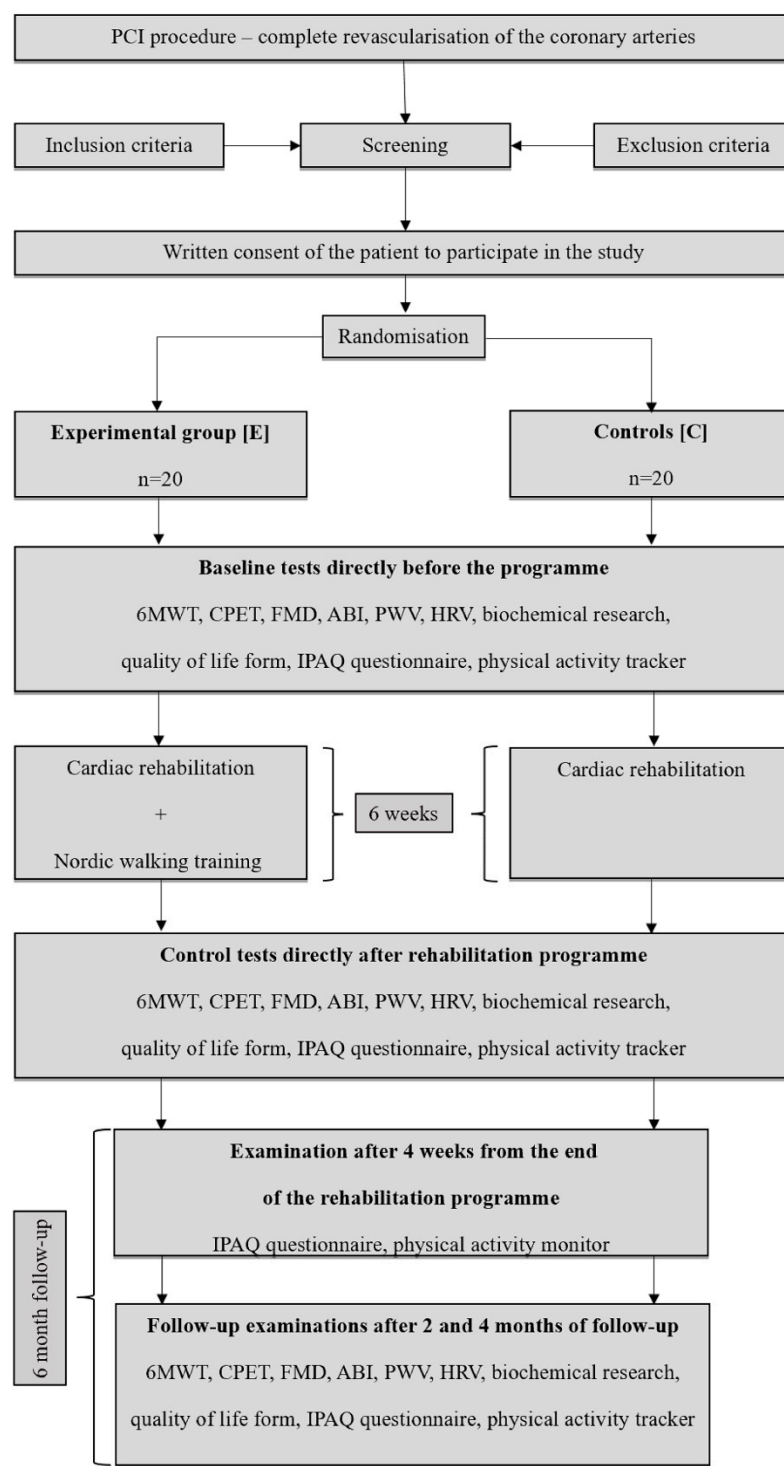 PCI procedure – complete revascularisation of the coronary arteries
Inclusion criteria
Screening
Exclusion criteria
Written consent of the patient to participate in the study
Randomisation
Experimental group [E]
n=20
Controls [C]
n=20
Baseline tests directly before the programme
6MWT, CPET, FMD, ABI, PWV, HRV, biochemical research,
quality of life form, IPAQ questionnaire, physical activity tracker
Cardiac rehabilitation
+
Nordic walking training
6 weeks
Cardiac rehabilitation
Control tests directly after rehabilitation programme
6MWT, CPET, FMD, ABI, PWV, HRV, biochemical research,
quality of life form, IPAQ questionnaire, physical activity tracker
6 month follow-up
Examination after 4 weeks from the end
of the rehabilitation programme
IPAQ questionnaire, physical activity monitor
Follow-up examinations after 2 and 4 months of follow-up
6MWT, CPET, FMD, ABI, PWV, HRV, biochemical research,
quality of life form, IPAQ questionnaire, physical activity tracker